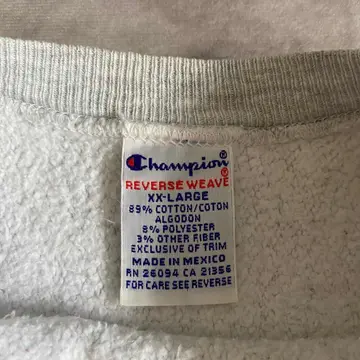 Champion®
REVERSE WEAVE®
XX-LARGE
89% COTTON/COTON
ALGODON
8% POLYESTER
3% OTHER FIBER
EXCLUSIVE OF TRIM
MADE IN MEXICO
RN 26094 CA 21356
FOR CARE SEE REVERSE